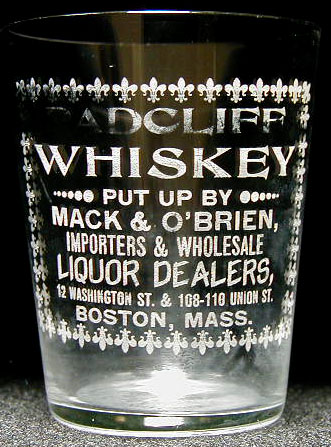 RADCLIFF
WHISKEY
PUT UP BY
MACK & O'BRIEN,
IMPORTERS & WHOLESALE
LIQUOR DEALERS,
12 WASHINGTON ST. & 108-110 UNION ST.
BOSTON, MASS.